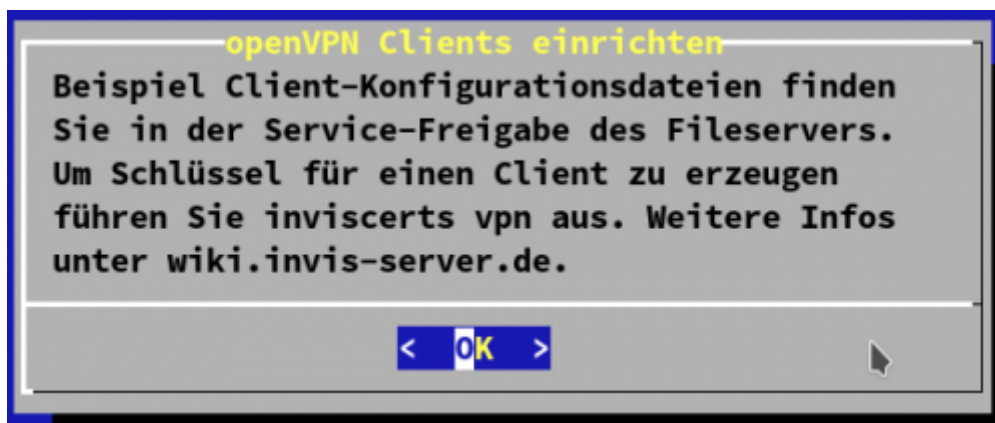 openVPN Clients einrichten
Beispiel Client-Konfigurationsdateien finden
Sie in der Service-Freigabe des Fileservers.
Um Schlüssel für einen Client zu erzeugen
führen Sie inviscerts vpn aus. Weitere Infos
unter wiki.invis-server.de.
< OK >